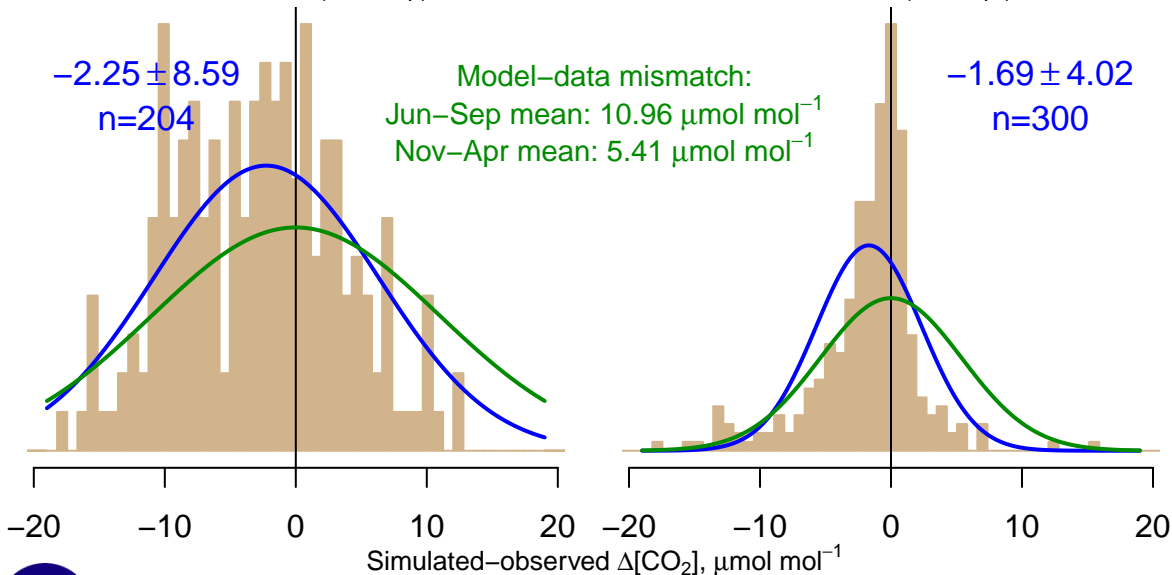 −2.25 ± 8.59
n=204
Model−data mismatch:
Jun−Sep mean: 10.96 μmol mol⁻¹
Nov−Apr mean: 5.41 μmol mol⁻¹
−1.69 ± 4.02
n=300
−20 −10 0 10 20
−20 −10 0 10 20
Simulated−observed Δ[CO₂], μmol mol⁻¹